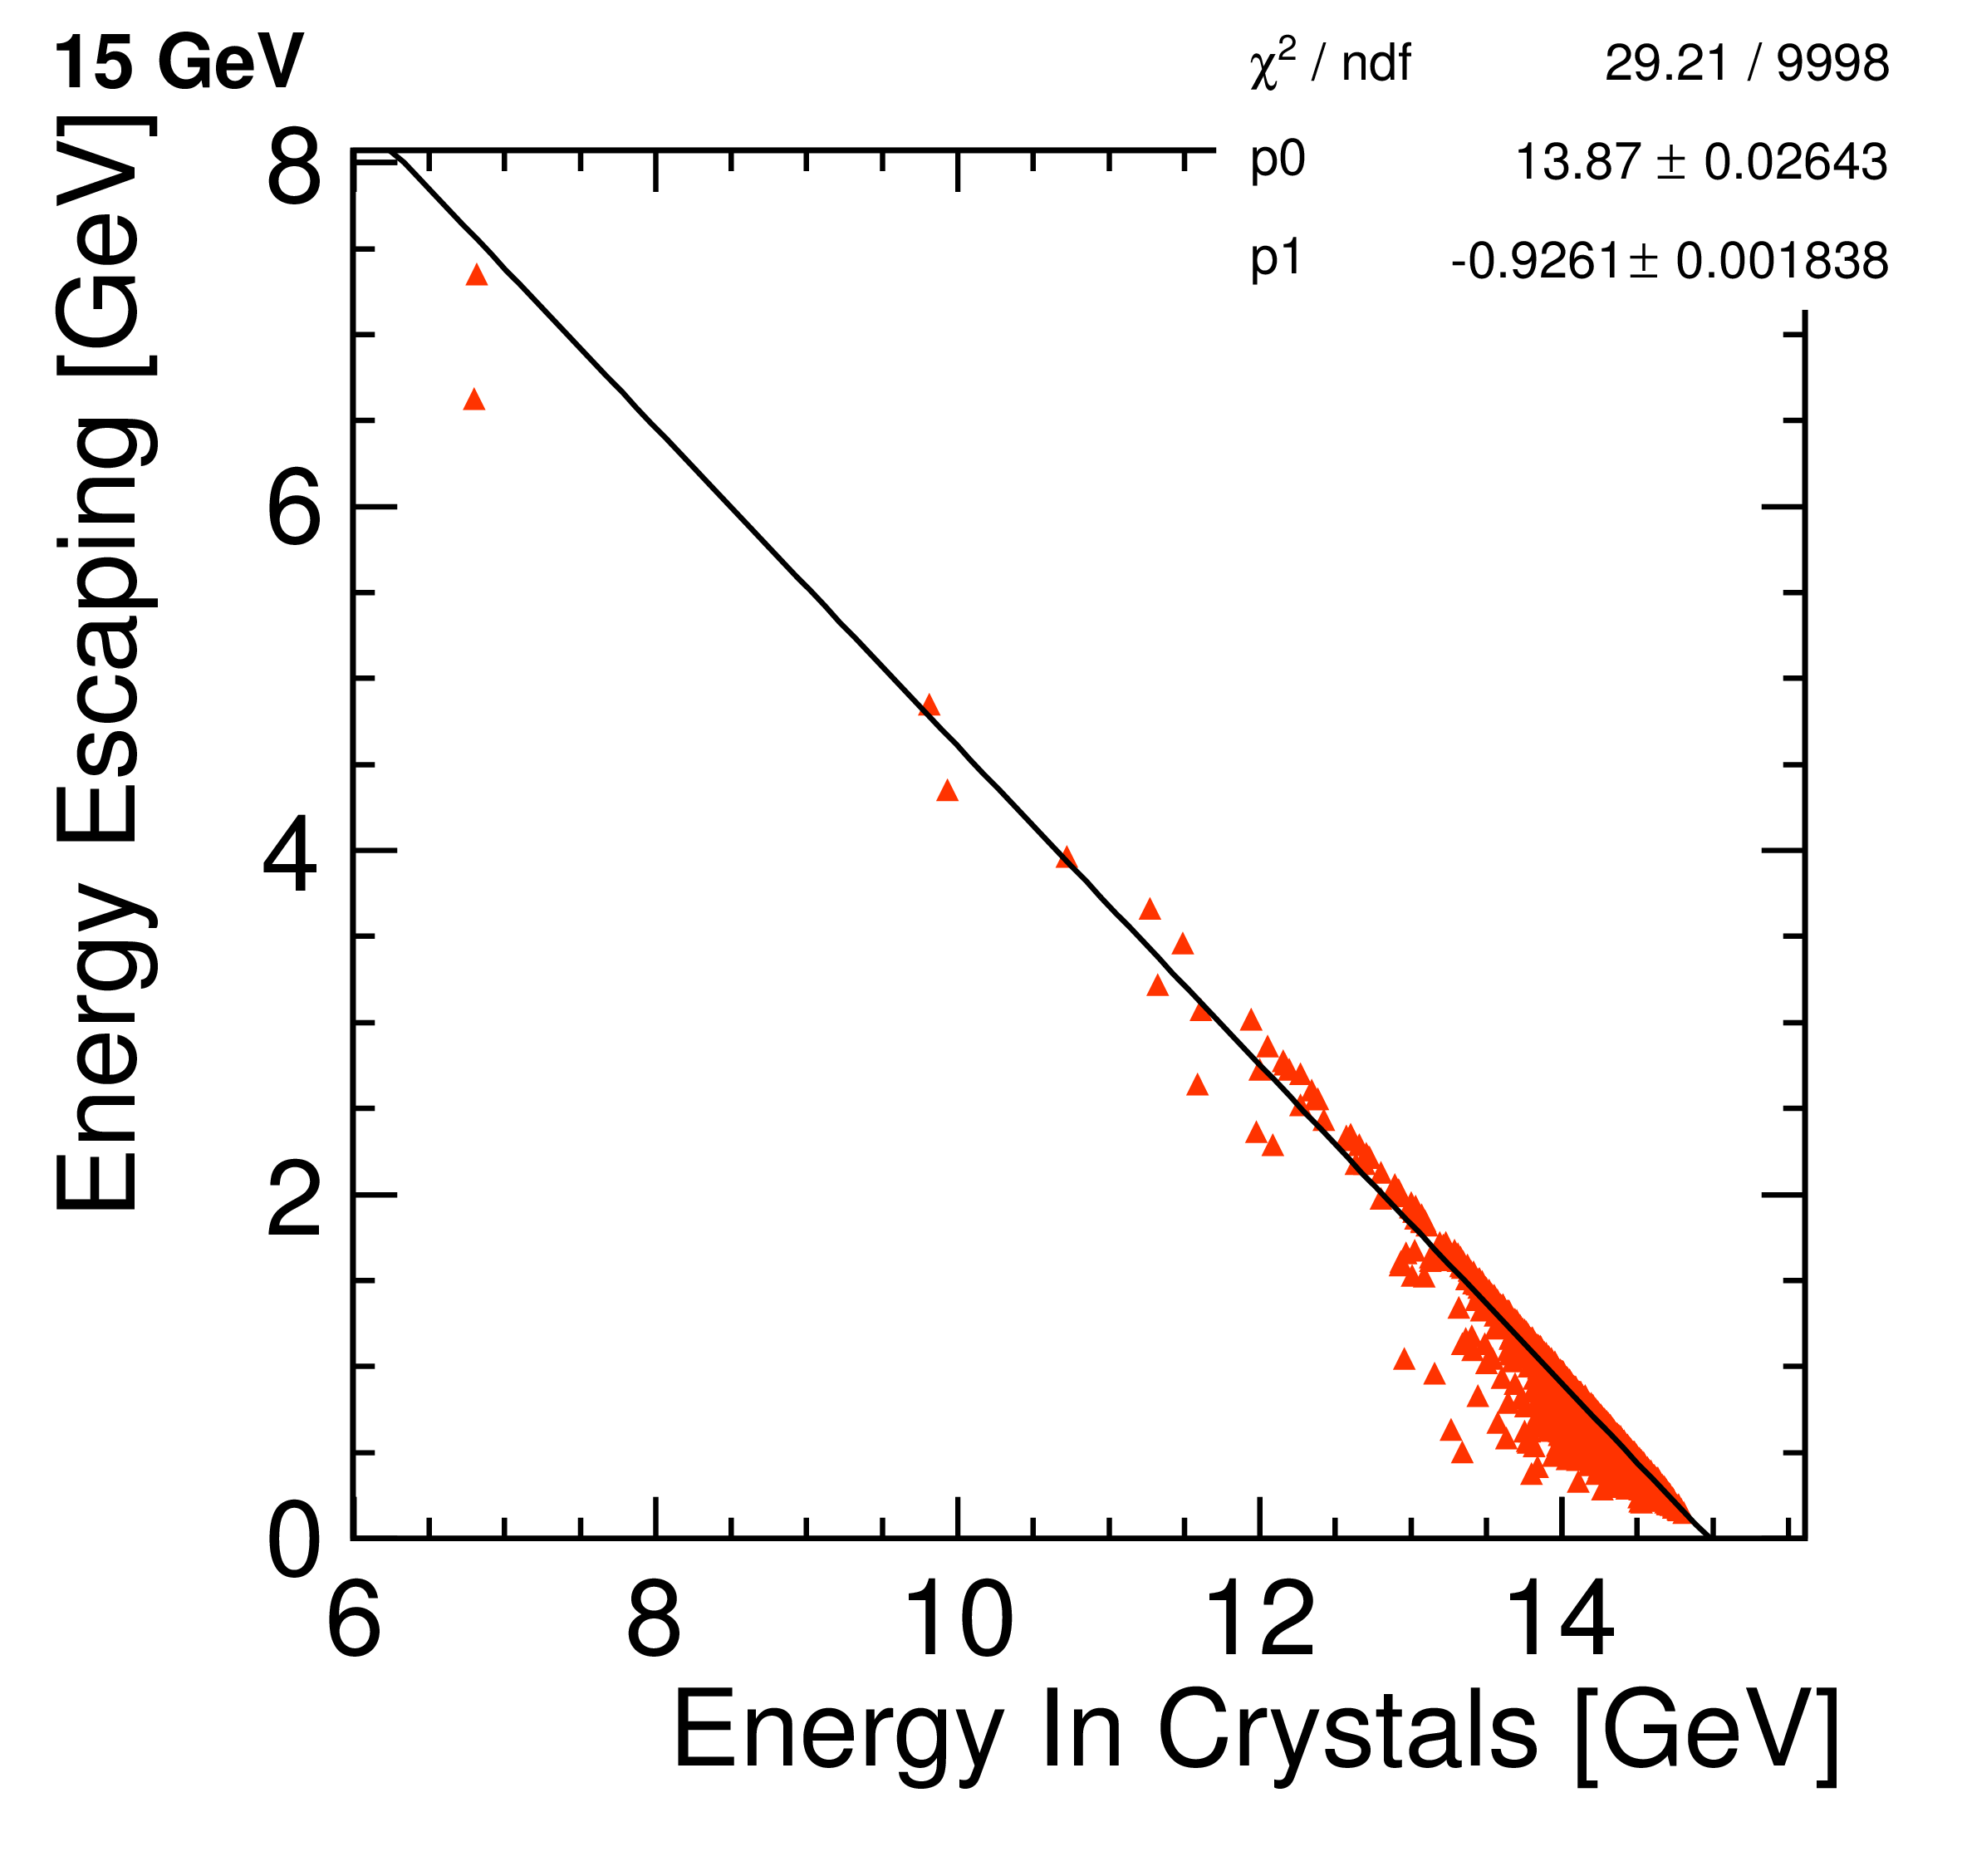 15 GeV
χ² / ndf 29.21 / 9998
p0 13.87 ± 0.02643
p1 -0.9261 ± 0.001838
Energy Escaping [GeV]
8
6
4
2
0
6 8 10 12 14
Energy In Crystals [GeV]